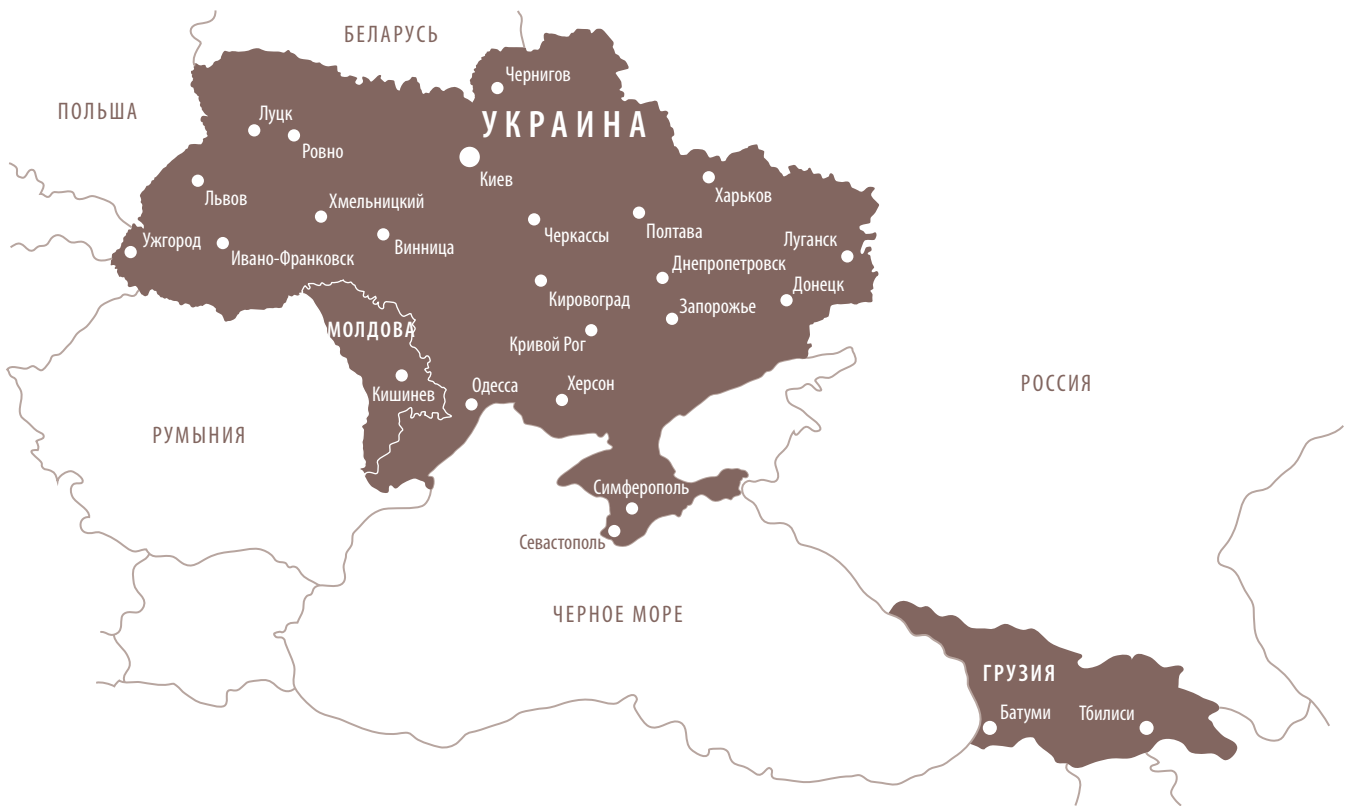 БЕЛАРУСЬ
ПОЛЬША
Чернигов
Луцк
УКРАИНА
Ровно
Киев
Львов
Хмельницкий
Харьков
Ужгород
Ивано-Франковск
Винница
Черкассы
Полтава
Луганск
Днепропетровск
Донецк
Кировоград
Запорожье
МОЛДОВА
Кривой Рог
Кишинев
Одесса
Херсон
РОССИЯ
РУМЫНИЯ
Симферополь
Севастополь
ЧЕРНОЕ МОРЕ
ГРУЗИЯ
Батуми
Тбилиси